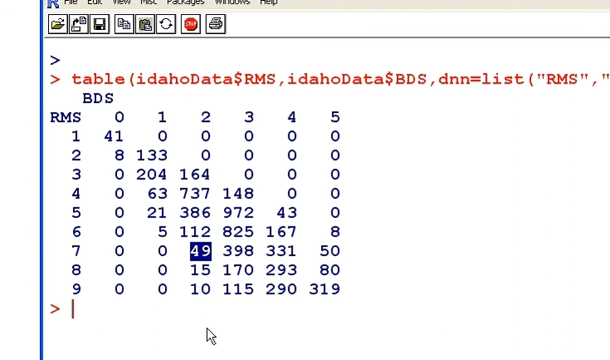 File Edit View Misc Packages Windows Help
STOP
>
> table(idahoData$RMS,idahoData$BDS,dnn=list("RMS","
BDS
RMS 0 1 2 3 4 5
1 41 0 0 0 0 0
2 8 133 0 0 0 0
3 0 204 164 0 0 0
4 0 63 737 148 0 0
5 0 21 386 972 43 0
6 0 5 112 825 167 8
7 0 0 49 398 331 50
8 0 0 15 170 293 80
9 0 0 10 115 290 319
>